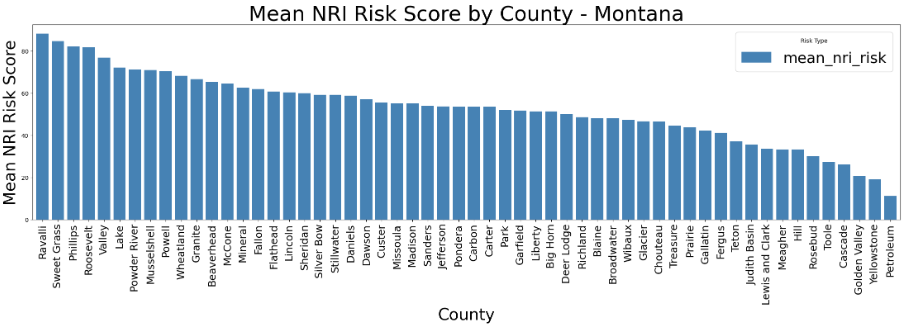 Mean NRI Risk Score by County - Montana
Risk Type
mean_nri_risk
Mean NRI Risk Score
80
60
40
20
0
Ravalli
Sweet Grass
Phillips
Roosevelt
Valley
Lake
Powder River
Musselshell
Powell
Wheatland
Granite
Beaverhead
McCone
Mineral
Fallon
Flathead
Lincoln
Sheridan
Silver Bow
Stillwater
Daniels
Dawson
Custer
Missoula
Madison
Sanders
Jefferson
Pondera
Carbon
Carter
Park
Garfield
Liberty
Big Horn
Deer Lodge
Richland
Blaine
Broadwater
Wibaux
Glacier
Chouteau
Treasure
Prairie
Gallatin
Fergus
Teton
Judith Basin
Lewis and Clark
Meagher
Hill
Rosebud
Toole
Cascade
Golden Valley
Yellowstone
Petroleum
County